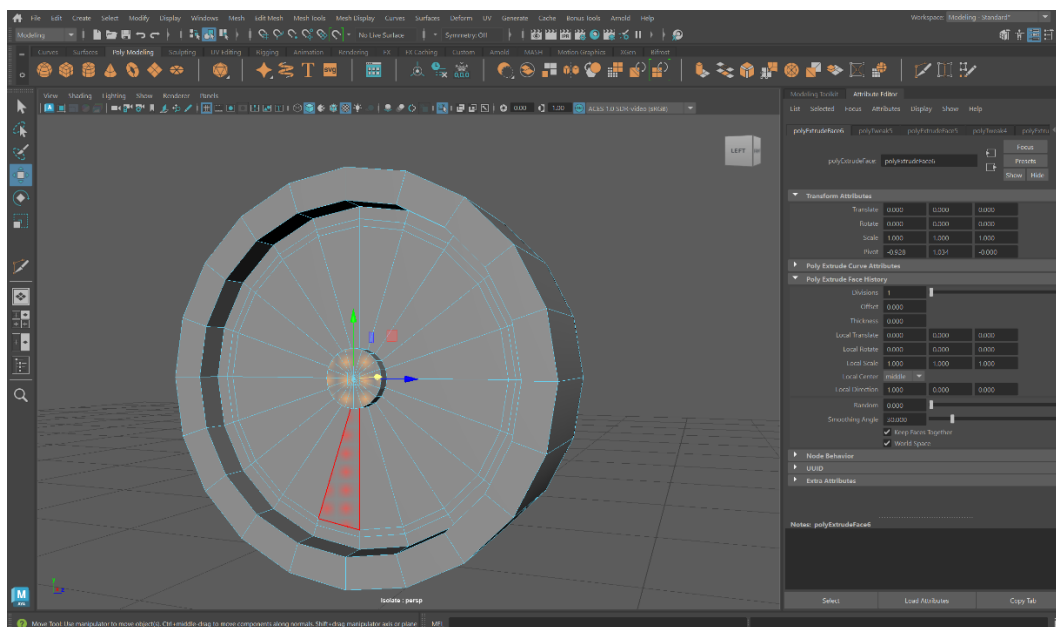 File Edit Create Select Modify Display Windows Mesh Edit Mesh Mesh Tools Mesh Display Curves Surfaces Deform UV Generate Cache Bonus Tools Arnold Help
Workspace: Modeling - Standard*
Modeling
No Live Surface
Symmetry: Off
Curves Surfaces Poly Modeling Sculpting UV Editing Rigging Animation Rendering FX FX Caching Custom Arnold MASH Motion Graphics XGen Bifrost
SVG
View Shading Lighting Show Renderer Panels
0.00 1.00 ACES 1.0 SDR-video (sRGB)
LEFT
Isolate : persp
Modeling Toolkit Attribute Editor
List Selected Focus Attributes Display Show Help
polyExtrudeFace6 polyTweak5 polyExtrudeFace5 polyTweak4 polyExtru
Focus
polyExtrudeFace: polyExtrudeFace6 Presets
Show Hide
Transform Attributes
Translate 0.000 0.000 0.000
Rotate 0.000 0.000 0.000
Scale 1.000 1.000 1.000
Pivot -0.928 1.034 -0.000
Poly Extrude Curve Attributes
Poly Extrude Face History
Divisions 1
Offset 0.000
Thickness 0.000
Local Translate 0.000 0.000 0.000
Local Rotate 0.000 0.000 0.000
Local Scale 1.000 1.000 1.000
Local Center middle
Local Direction 1.000 0.000 0.000
Random 0.000
Smoothing Angle 30.000
Keep Faces Together
World Space
Node Behavior
UUID
Extra Attributes
Notes: polyExtrudeFace6
Select Load Attributes Copy Tab
M
Move Tool: Use manipulator to move object(s). Ctrl+middle-drag to move components along normals. Shift+drag manipulator axis or plane
MEL